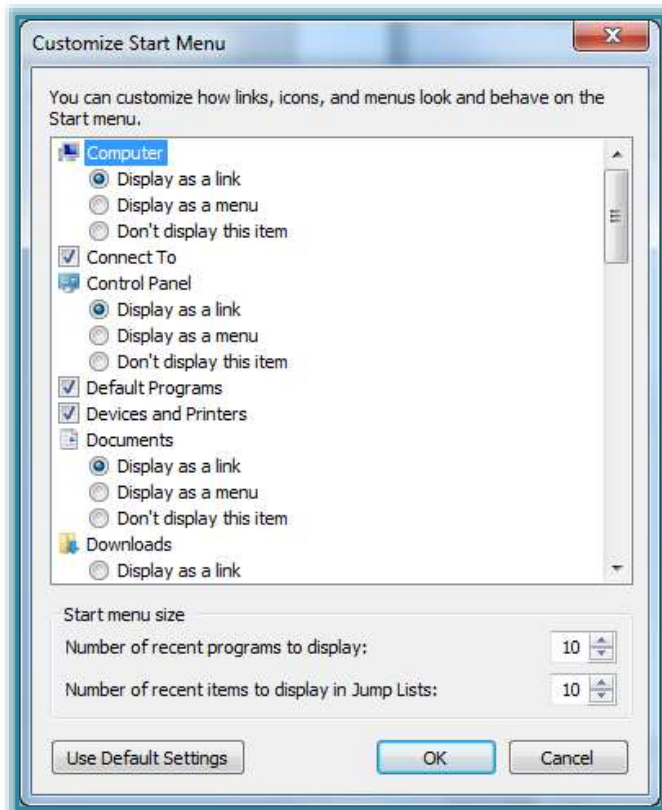 Customize Start Menu
You can customize how links, icons, and menus look and behave on the
Start menu.
Computer
Display as a link
Display as a menu
Don't display this item
Connect To
Control Panel
Display as a link
Display as a menu
Don't display this item
Default Programs
Devices and Printers
Documents
Display as a link
Display as a menu
Don't display this item
Downloads
Display as a link
Start menu size
Number of recent programs to display: 10
Number of recent items to display in Jump Lists: 10
Use Default Settings OK Cancel